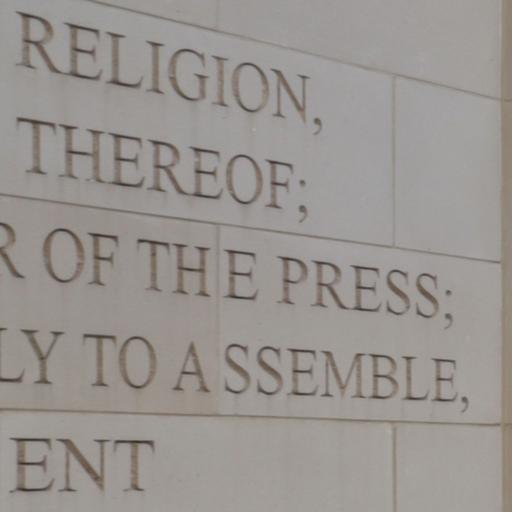 RELIGION,
THEREOF;
R OF THE PRESS;
LY TO ASSEMBLE,
ENT